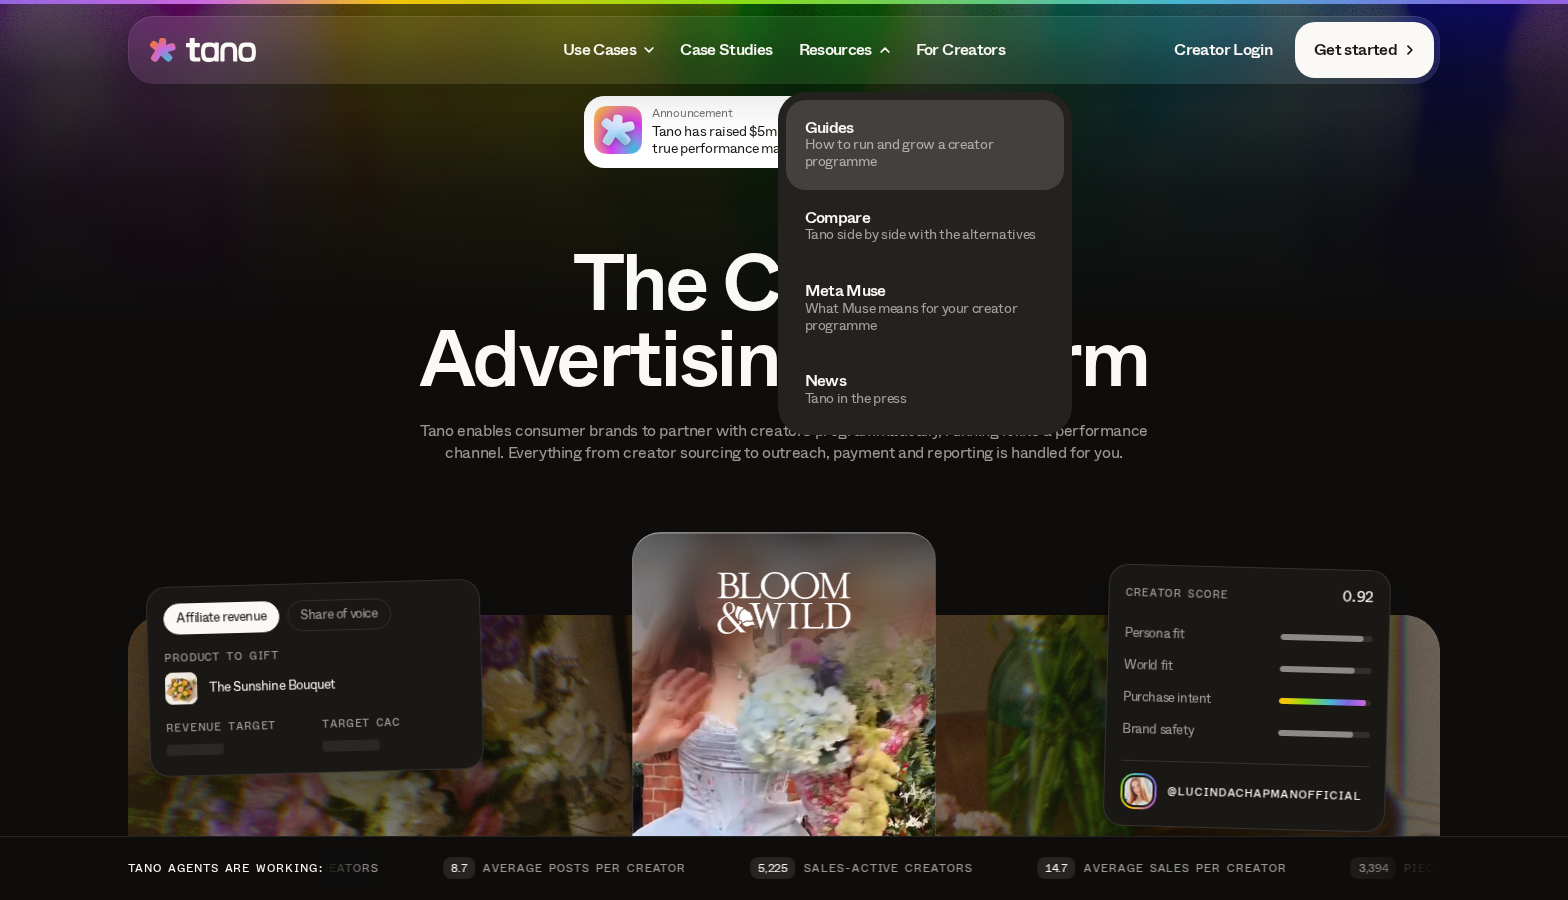 tano
Use Cases
Case Studies
Resources
For Creators
Creator Login
Get started
Announcement
Tano has raised $5m
true performance ma
Guides
How to run and grow a creator
programme
Compare
Tano side by side with the alternatives
Meta Muse
What Muse means for your creator
programme
News
Tano in the press
The C
Advertisin rm
Tano enables consumer brands to partner with creators programmatically, running it like a performance
channel. Everything from creator sourcing to outreach, payment and reporting is handled for you.
Affiliate revenue
Share of voice
PRODUCT TO GIFT
The Sunshine Bouquet
REVENUE TARGET
TARGET CAC
BLOOM
&WILD
CREATOR SCORE
0.92
Persona fit
World fit
Purchase intent
Brand safety
@LUCINDACHAPMANOFFICIAL
TANO AGENTS ARE WORKING:
EATORS
8.7 AVERAGE POSTS PER CREATOR
5,225 SALES-ACTIVE CREATORS
14.7 AVERAGE SALES PER CREATOR
3,394 PIEC